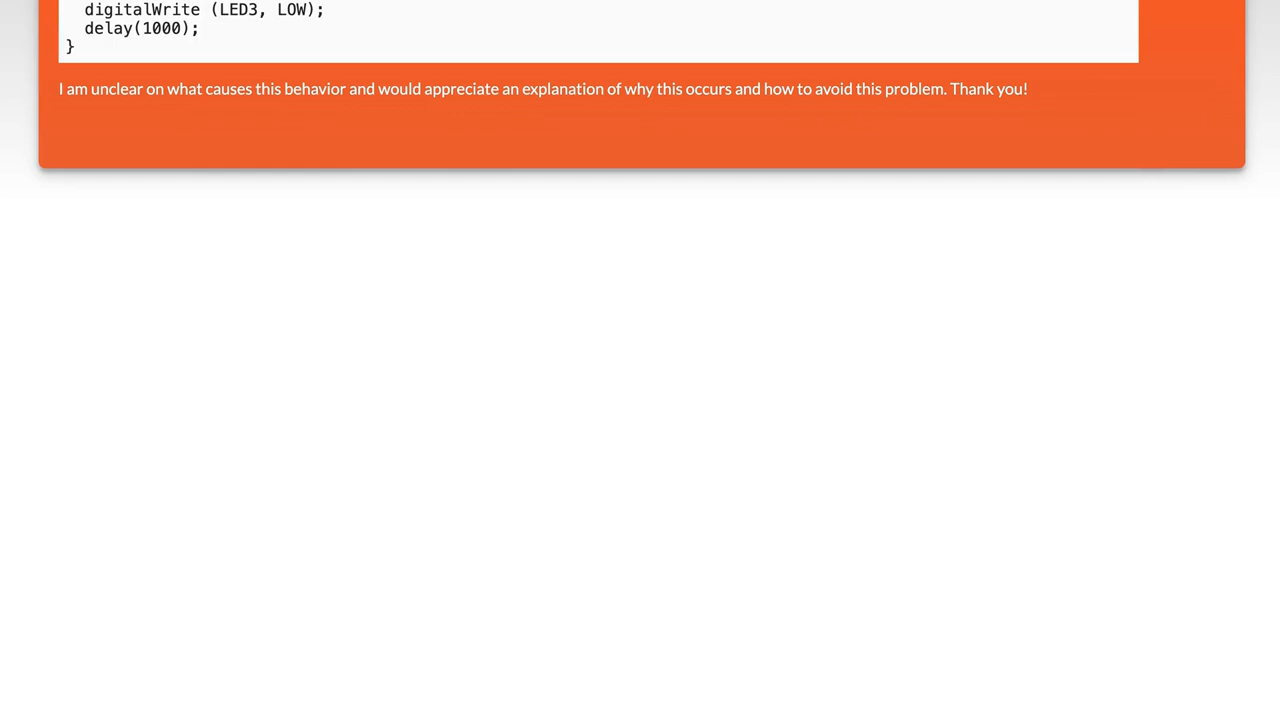 digitalWrite (LED3, LOW);
delay(1000);
}
I am unclear on what causes this behavior and would appreciate an explanation of why this occurs and how to avoid this problem. Thank you!